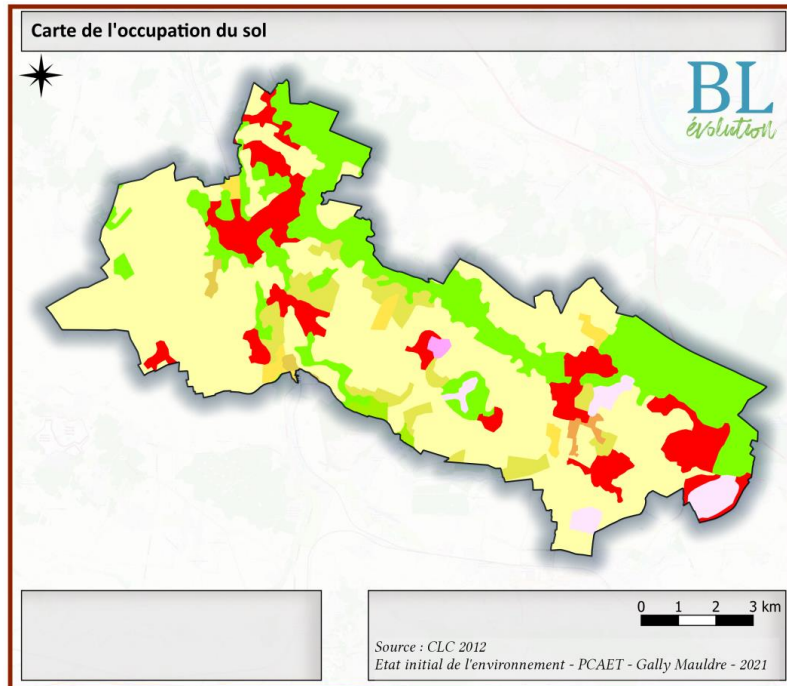 Carte de l'occupation du sol
BL
évolution
0 1 2 3 km
Source : CLC 2012
Etat initial de l'environnement - PCAET - Gally Mauldre - 2021